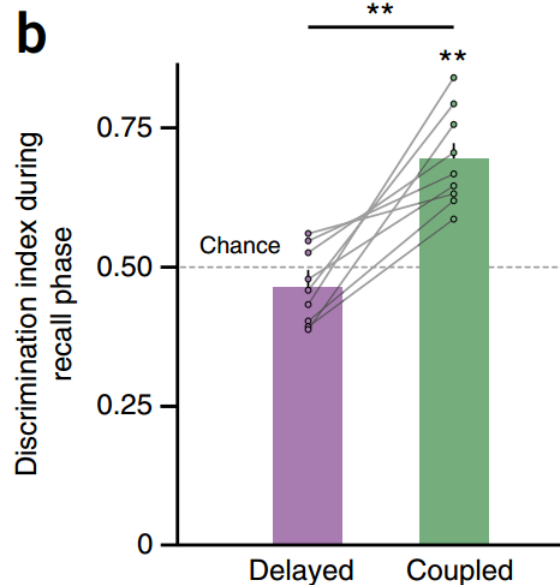 b
**
**
Discrimination index during
recall phase
0.75
Chance
0.50
0.25
0
Delayed
Coupled